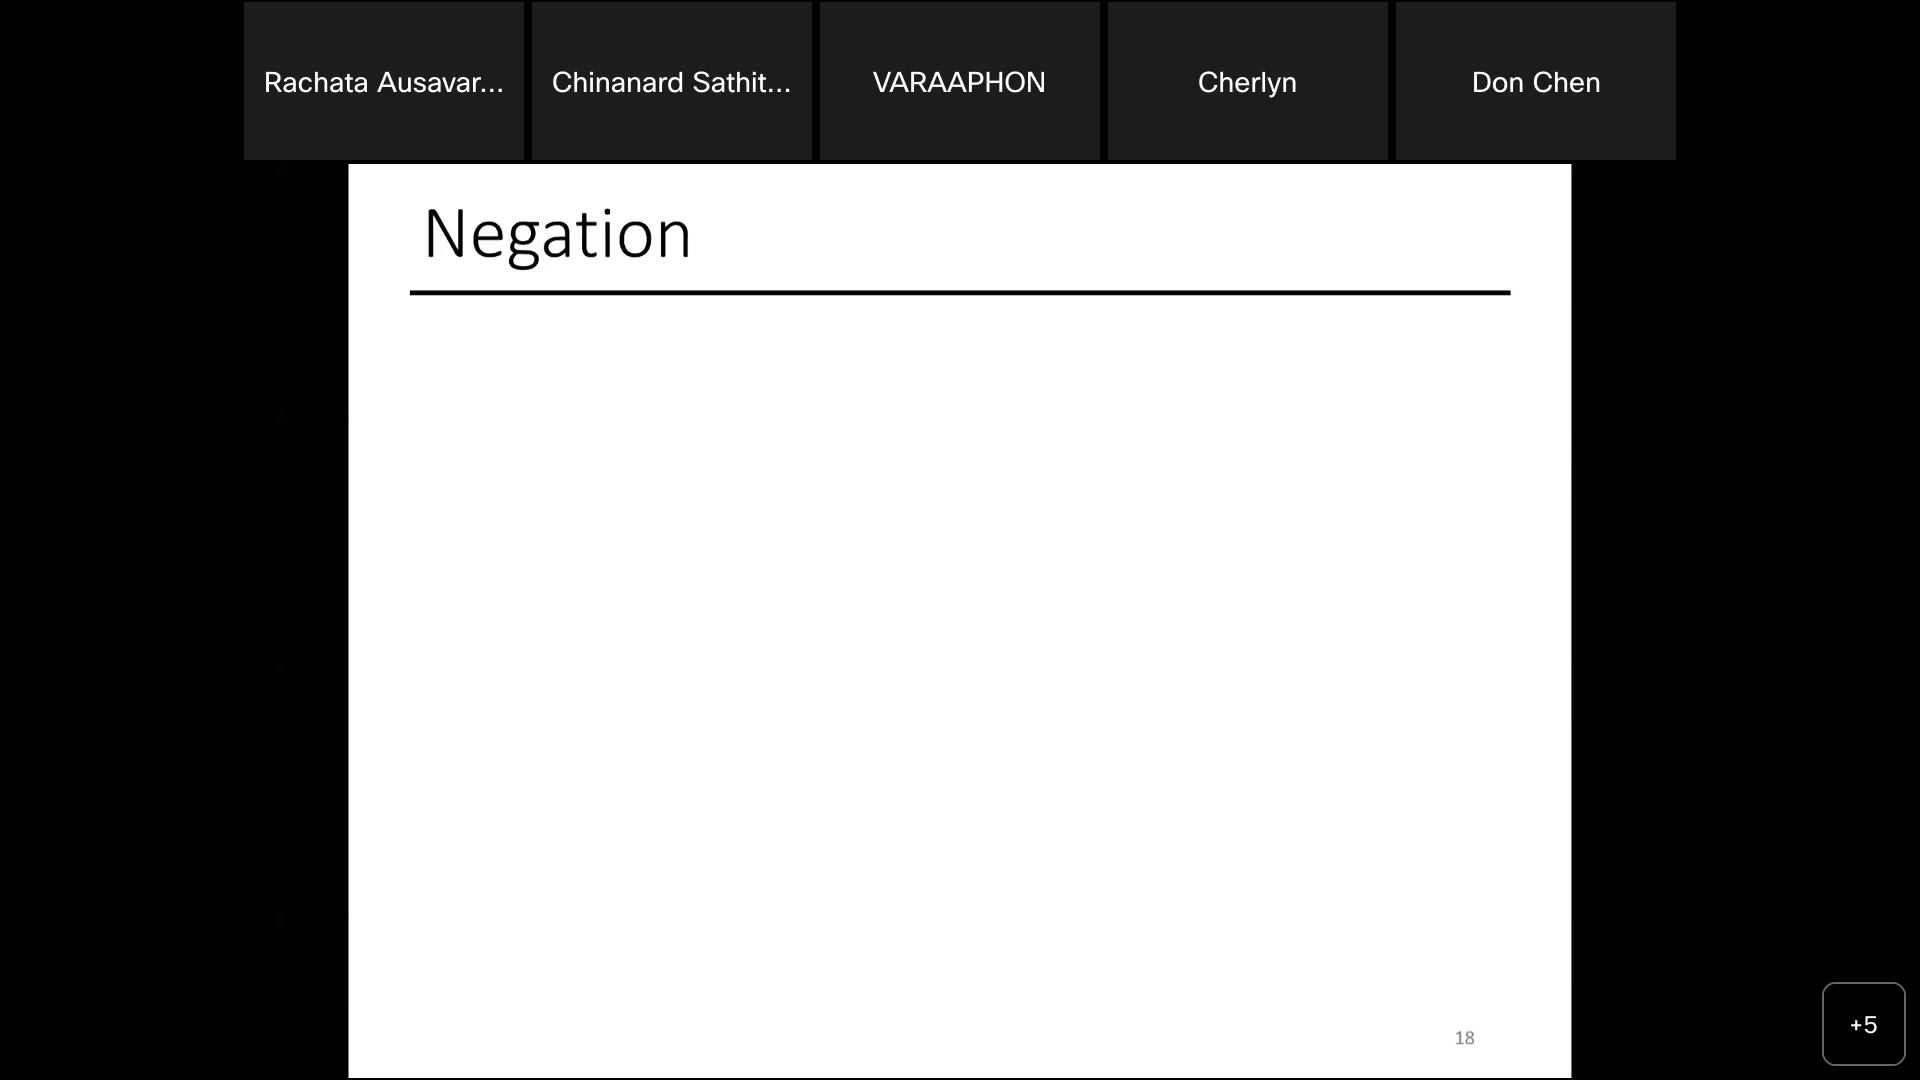 Rachata Ausavar...
Chinanard Sathit...
VARAAPHON
Cherlyn
Don Chen
Negation
18
+5